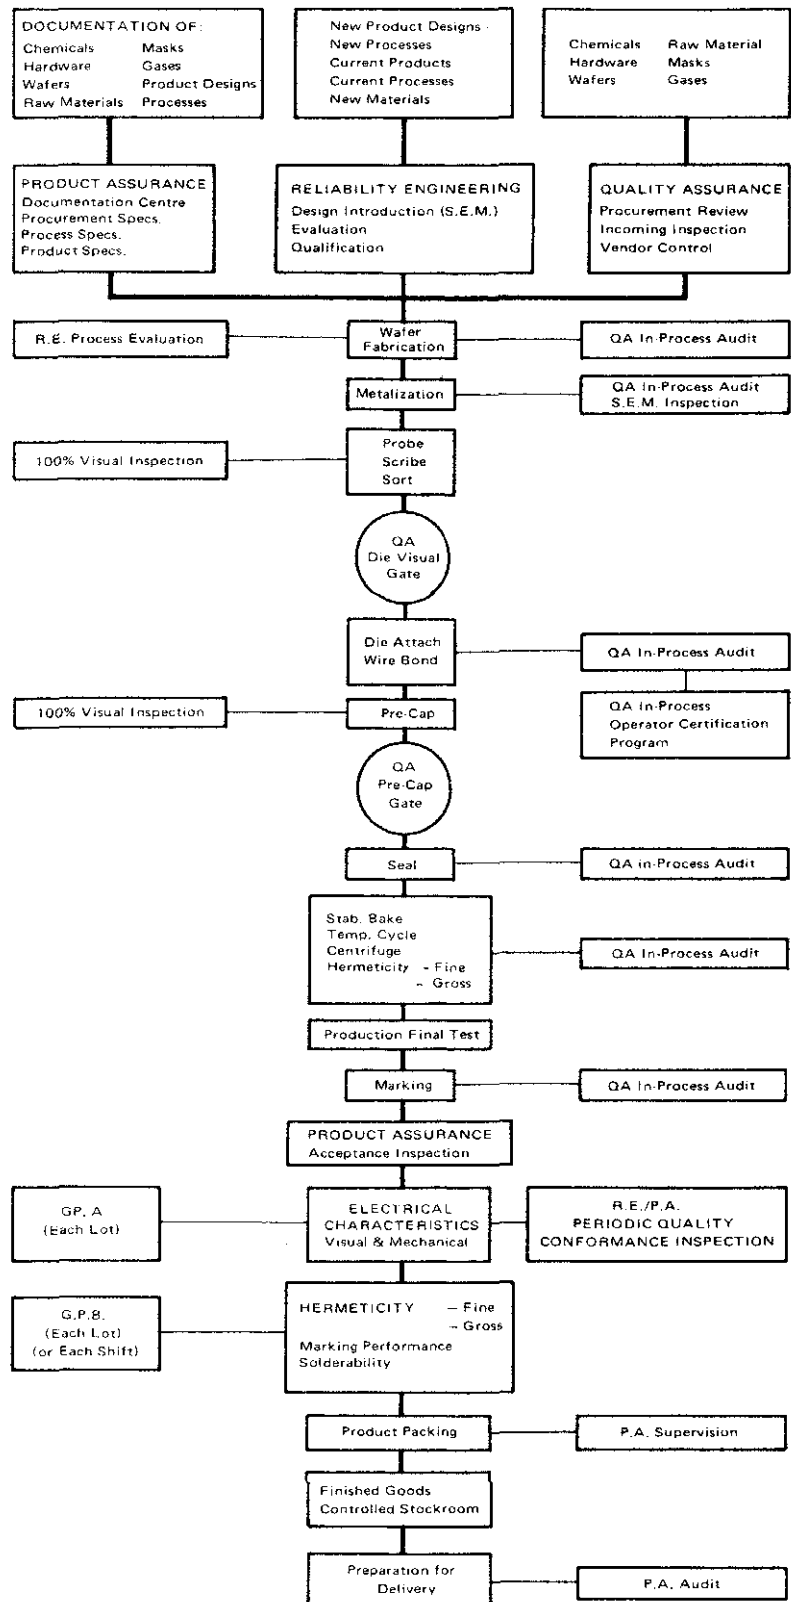 DOCUMENTATION OF:
Chemicals Masks
Hardware Gases
Wafers Product Designs
Raw Materials Processes
New Product Designs
New Processes
Current Products
Current Processes
New Materials
Chemicals Raw Material
Hardware Masks
Wafers Gases
PRODUCT ASSURANCE
Documentation Centre
Procurement Specs.
Process Specs.
Product Specs.
RELIABILITY ENGINEERING
Design Introduction (S.E.M.)
Evaluation
Qualification
QUALITY ASSURANCE
Procurement Review
Incoming Inspection
Vendor Control
R.E. Process Evaluation
Wafer
Fabrication
QA In-Process Audit
Metalization
QA In-Process Audit
S.E.M. Inspection
100% Visual Inspection
Probe
Scribe
Sort
QA
Die Visual
Gate
Die Attach
Wire Bond
QA In-Process Audit
100% Visual Inspection
Pre-Cap
QA In-Process
Operator Certification
Program
QA
Pre-Cap
Gate
Seal
QA in-Process Audit
Stab. Bake
Temp. Cycle
Centrifuge
Hermeticity – Fine
– Gross
QA In-Process Audit
Production Final Test
Marking
QA In-Process Audit
PRODUCT ASSURANCE
Acceptance Inspection
GP. A
(Each Lot)
ELECTRICAL
CHARACTERISTICS
Visual & Mechanical
R.E./P.A.
PERIODIC QUALITY
CONFORMANCE INSPECTION
G.P.B.
(Each Lot)
(or Each Shift)
HERMETICITY – Fine
– Gross
Marking Performance
Solderability
Product Packing
P.A. Supervision
Finished Goods
Controlled Stockroom
Preparation for
Delivery
P.A. Audit